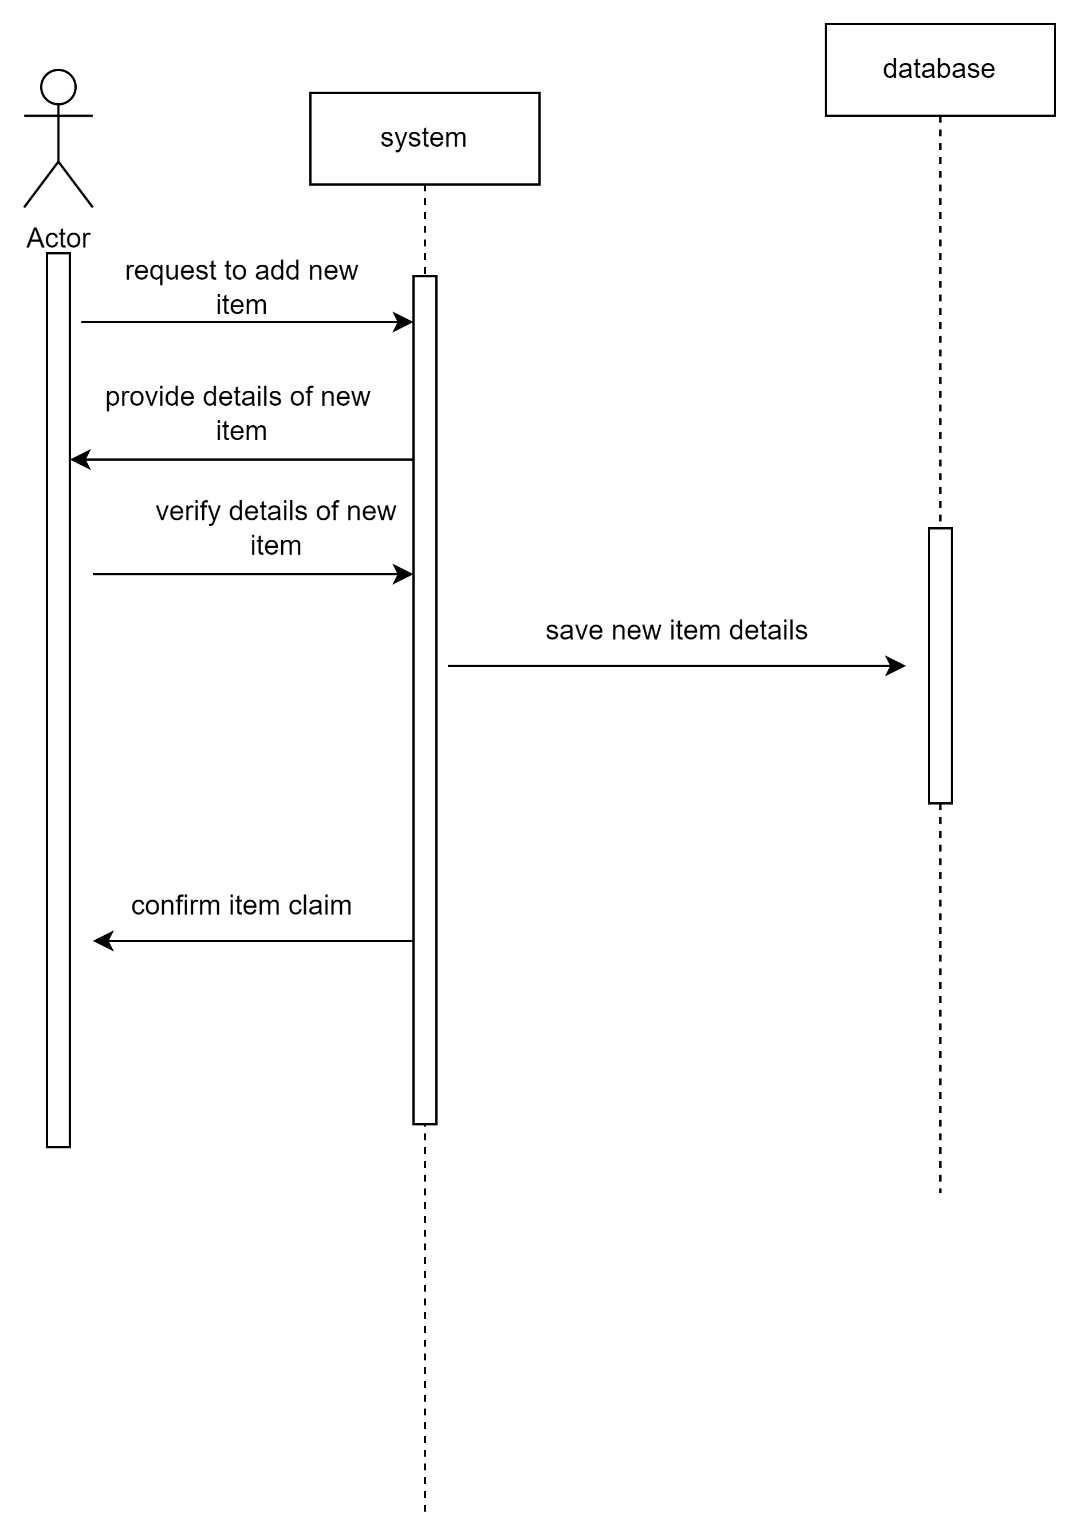 database
system
Actor
request to add new
item
provide details of new
item
verify details of new
item
save new item details
confirm item claim